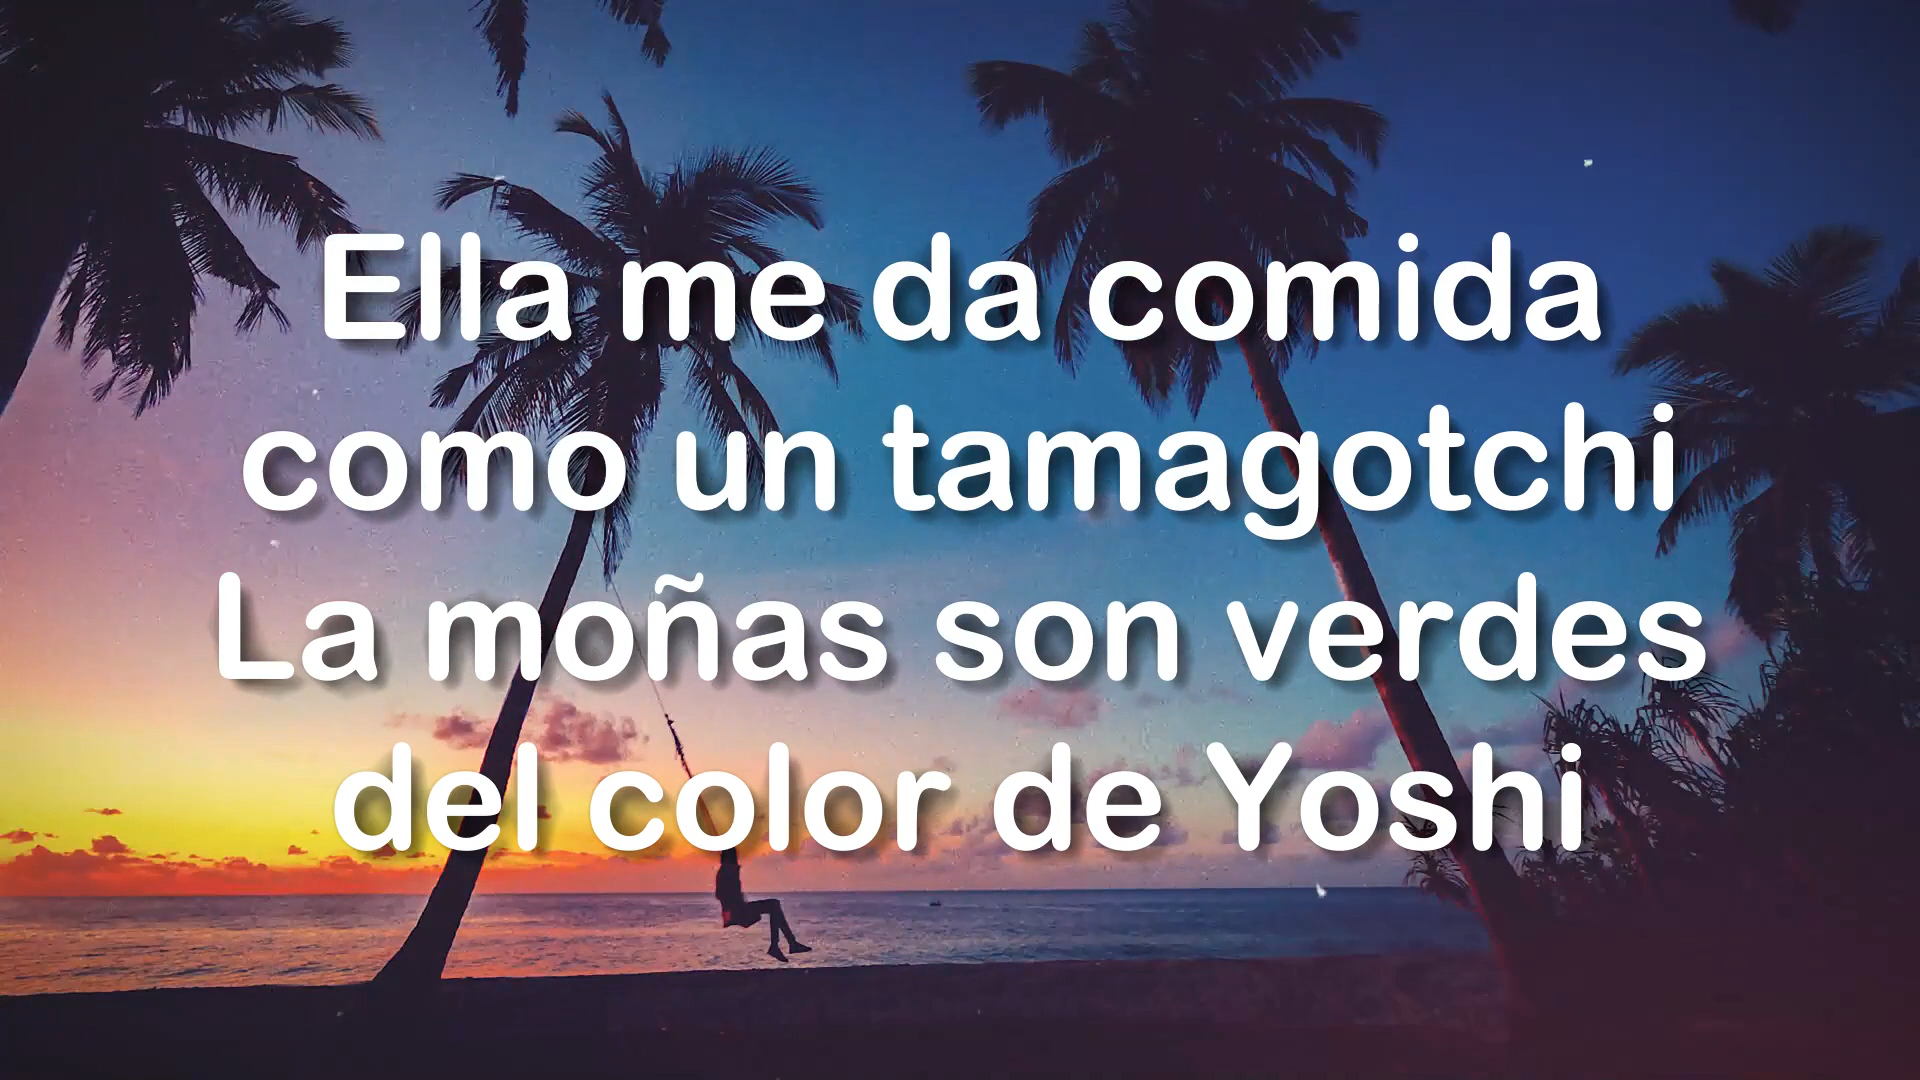 Ella me da comida
como un tamagotchi
La moñas son verdes
del color de Yoshi